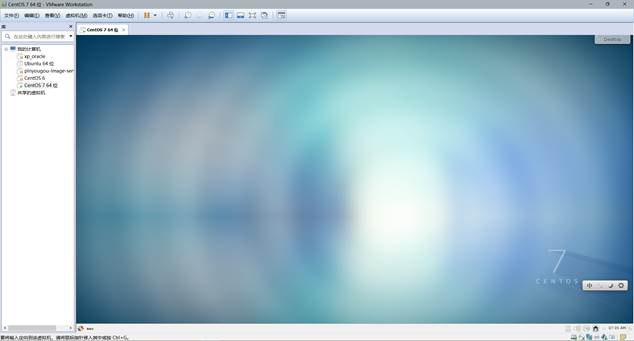 CentOS 7 64 位 - VMware Workstation
文件(F) 编辑(E) 查看(V) 虚拟机(M) 选项卡(T) 帮助(H)
库
在此处键入内容进行搜索
我的计算机
xp_oracle
Ubuntu 64 位
pinyougou-image-ser
CentOS 6
CentOS 7 64 位
共享的虚拟机
CentOS 7 64 位
Desktop
7
CENTOS
中
07:35 AM
要将输入定向到该虚拟机，请将鼠标指针移入其中或按 Ctrl+G。